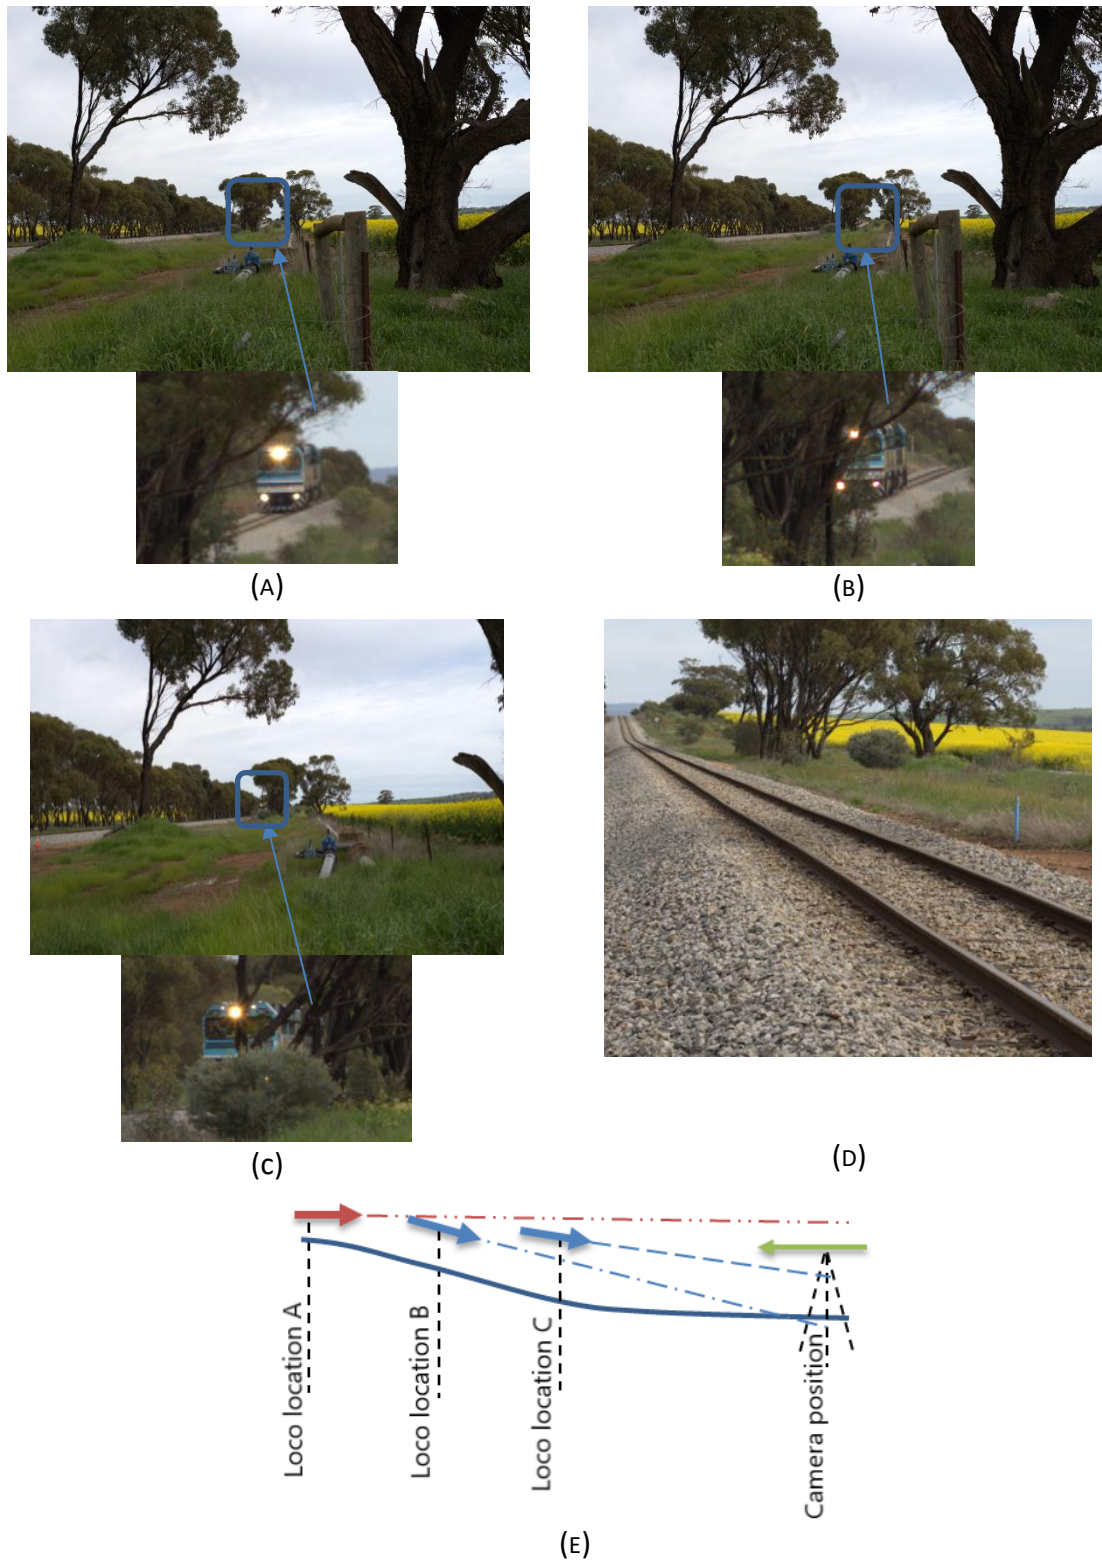 (A)
(B)
(C)
(D)
Loco location A
Loco location B
Loco location C
Camera position
(E)